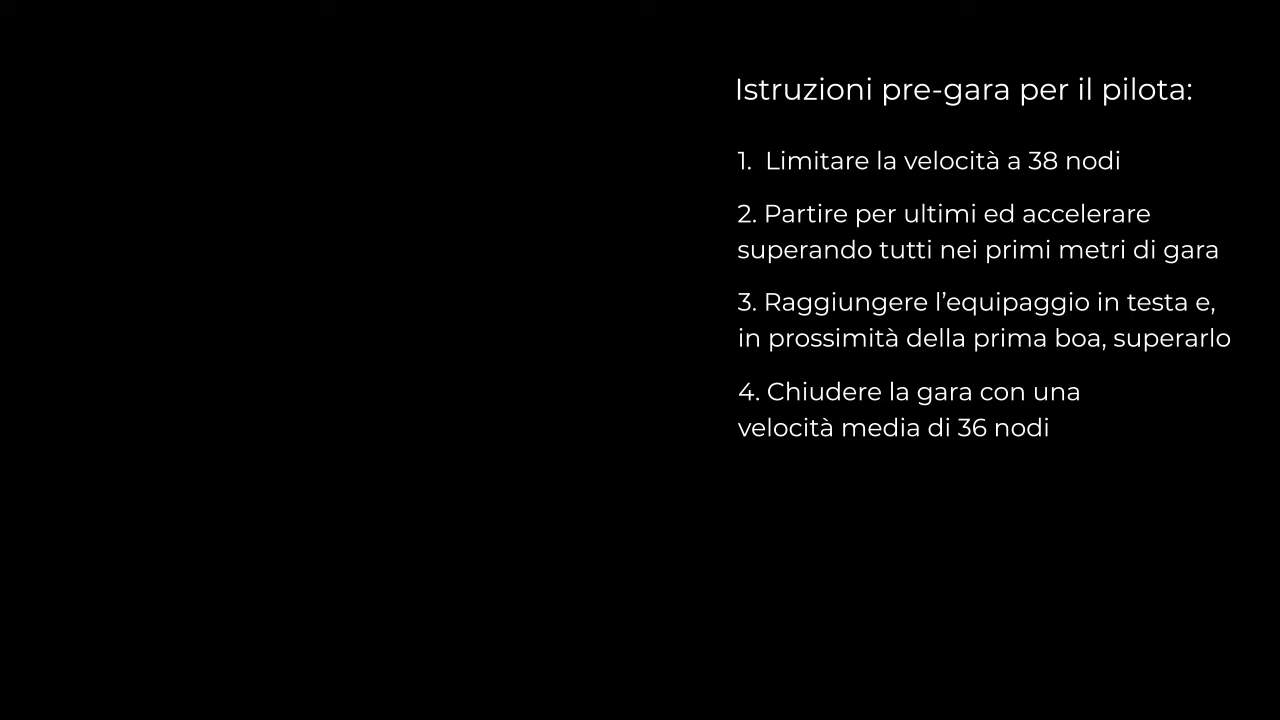 Istruzioni pre-gara per il pilota:
1. Limitare la velocità a 38 nodi
2. Partire per ultimi ed accelerare
superando tutti nei primi metri di gara
3. Raggiungere l’equipaggio in testa e,
in prossimità della prima boa, superarlo
4. Chiudere la gara con una
velocità media di 36 nodi